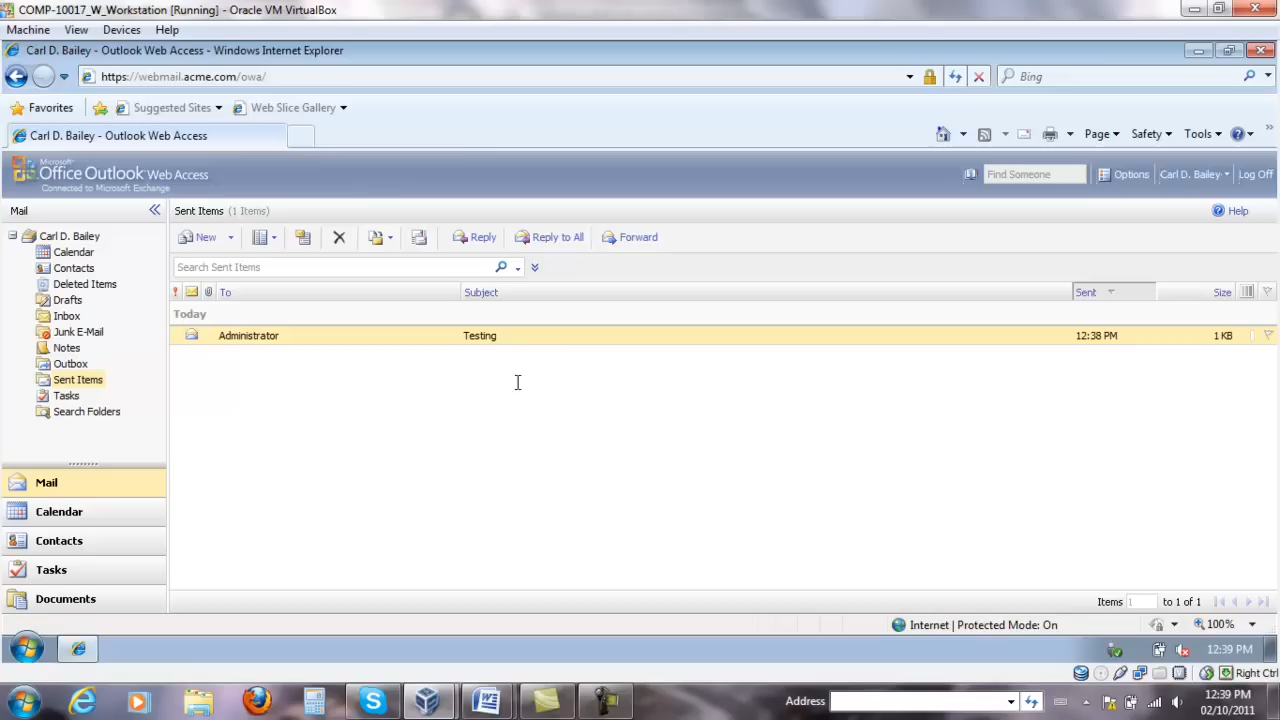 COMP-10017_W_Workstation [Running] - Oracle VM VirtualBox
Machine View Devices Help
Carl D. Bailey - Outlook Web Access - Windows Internet Explorer
https://webmail.acme.com/owa/ Bing
Favorites Suggested Sites Web Slice Gallery
Carl D. Bailey - Outlook Web Access Page Safety Tools
Microsoft
Office Outlook Web Access Find Someone Options Carl D. Bailey Log Off
Connected to Microsoft Exchange
Mail Sent Items (1 Items) Help
Carl D. Bailey New Reply Reply to All Forward
Calendar
Contacts Search Sent Items
Deleted Items To Subject Sent Size
Drafts
Inbox Today
Junk E-Mail Administrator Testing 12:38 PM 1 KB
Notes
Outbox
Sent Items
Tasks
Search Folders
Mail
Calendar
Contacts
Tasks
Documents Items 1 to 1 of 1
Internet | Protected Mode: On 100%
12:39 PM
Right Ctrl
Address 12:39 PM
02/10/2011